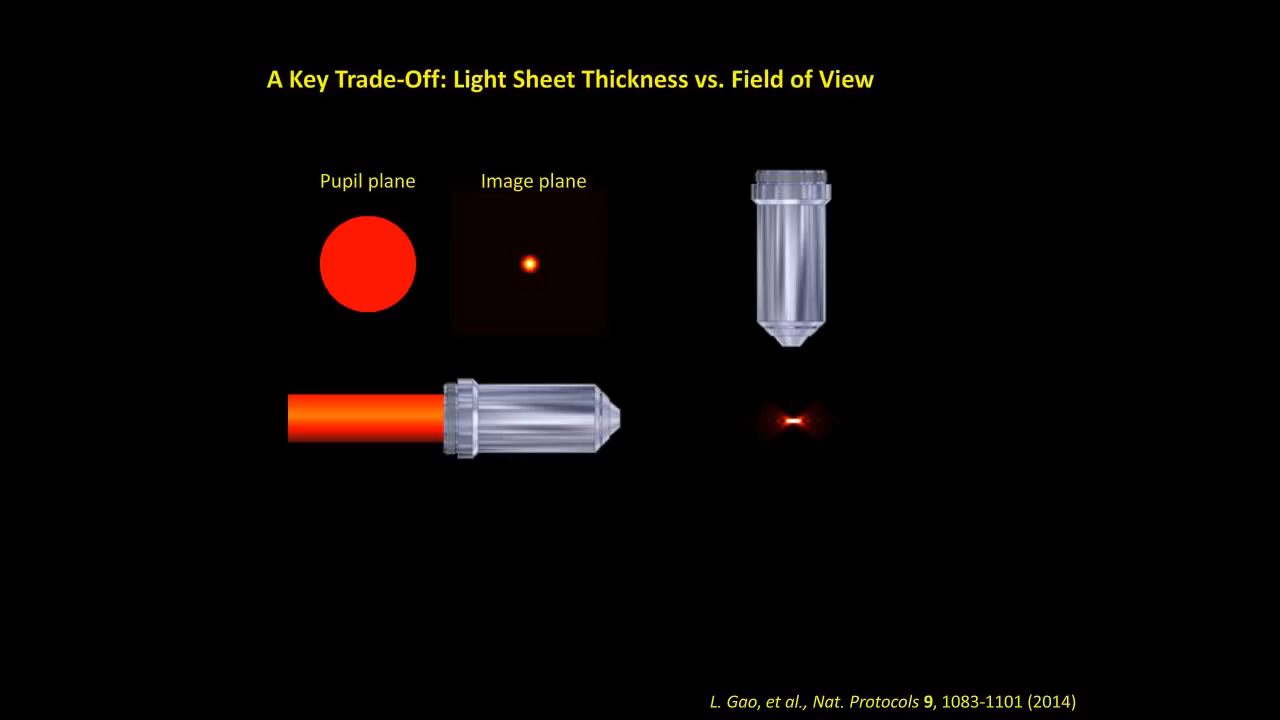 A Key Trade-Off: Light Sheet Thickness vs. Field of View
Pupil plane
Image plane
L. Gao, et al., Nat. Protocols 9, 1083-1101 (2014)